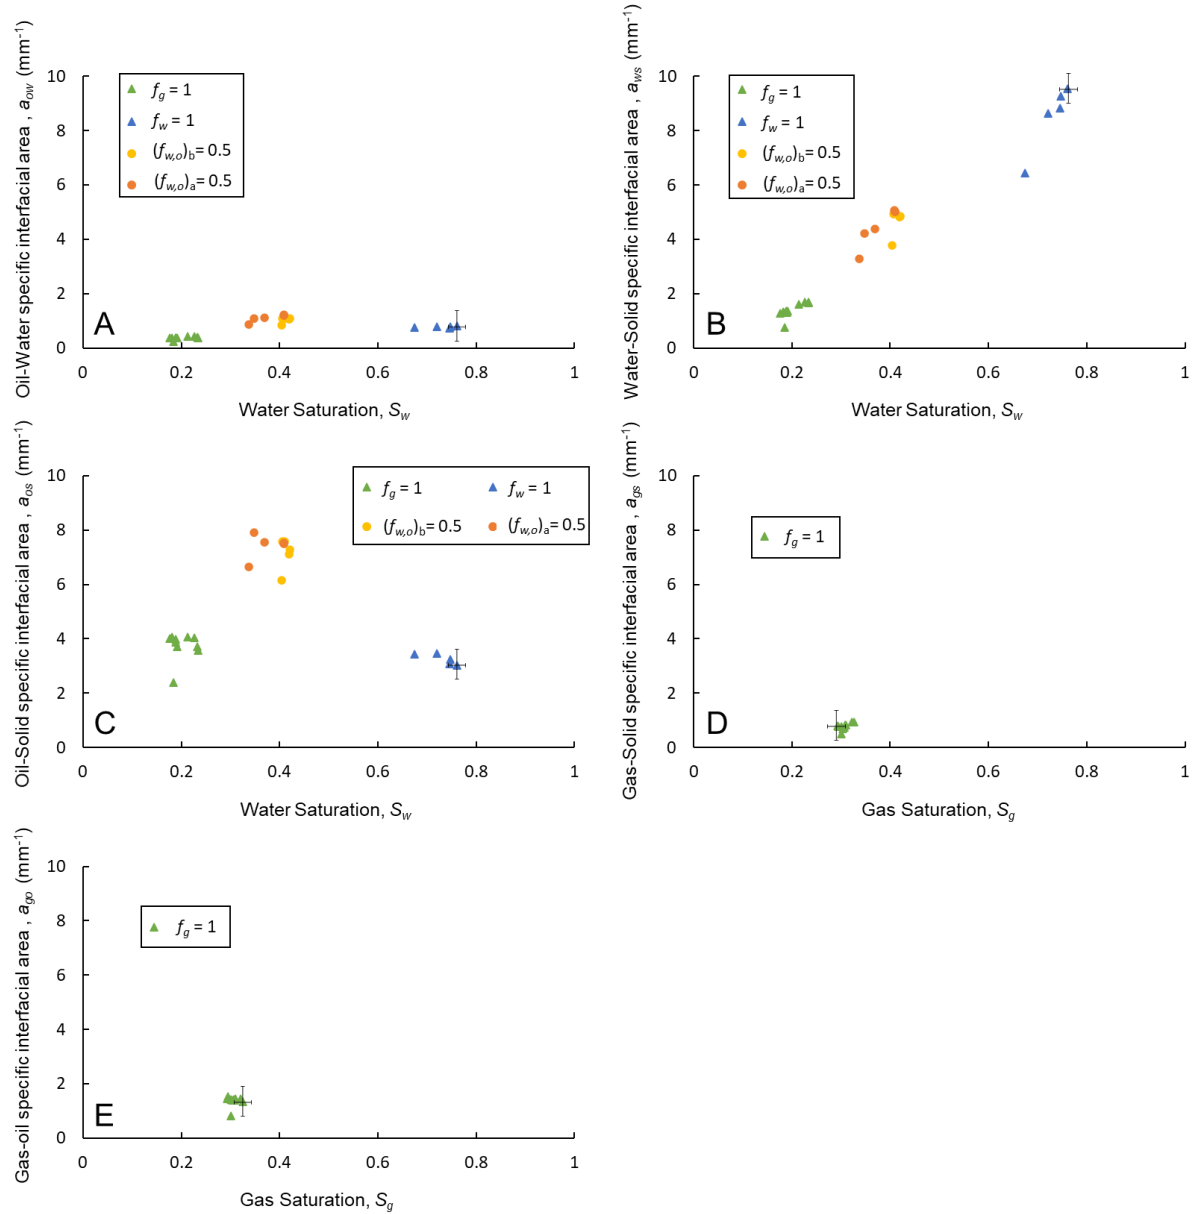 Oil-Water specific interfacial area , a_ow (mm⁻¹)
10
8
6
4
2
0
f_g = 1
f_w = 1
(f_w,o)_b= 0.5
(f_w,o)_a= 0.5
A
0 0.2 0.4 0.6 0.8 1
Water Saturation, S_w
Water-Solid specific interfacial area , a_ws (mm⁻¹)
10
8
6
4
2
0
f_g = 1
f_w = 1
(f_w,o)_b= 0.5
(f_w,o)_a= 0.5
B
0 0.2 0.4 0.6 0.8 1
Water Saturation, S_w
Oil-Solid specific interfacial area , a_os (mm⁻¹)
10
8
6
4
2
0
f_g = 1 f_w = 1
(f_w,o)_b= 0.5 (f_w,o)_a= 0.5
C
0 0.2 0.4 0.6 0.8 1
Water Saturation, S_w
Gas-Solid specific interfacial area , a_gs (mm⁻¹)
10
8
6
4
2
0
f_g = 1
D
0 0.2 0.4 0.6 0.8 1
Gas Saturation, S_g
Gas-oil specific interfacial area , a_go (mm⁻¹)
10
8
6
4
2
0
f_g = 1
E
0 0.2 0.4 0.6 0.8 1
Gas Saturation, S_g